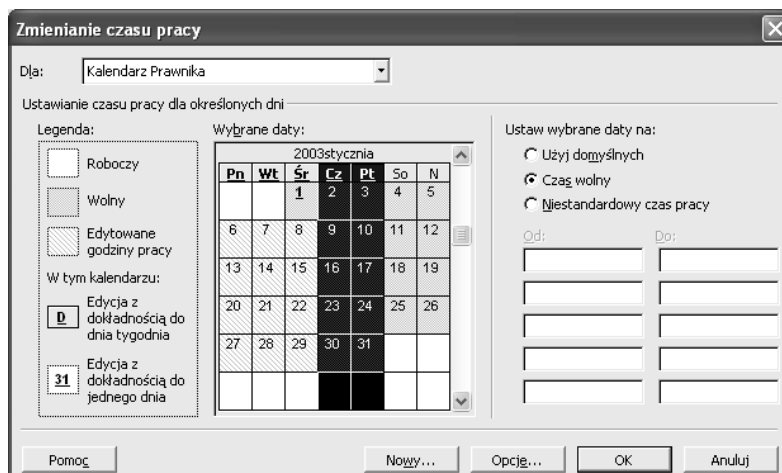 Zmienianie czasu pracy
Dla: Kalendarz Prawnika
Ustawianie czasu pracy dla określonych dni
Legenda:
Roboczy
Wolny
Edytowane
godziny pracy
W tym kalendarzu:
D Edycja z
dokładnością do
dnia tygodnia
31 Edycja z
dokładnością do
jednego dnia
Wybrane daty:
2003stycznia
Pn Wt Śr Cz Pt So N
1 2 3 4 5
6 7 8 9 10 11 12
13 14 15 16 17 18 19
20 21 22 23 24 25 26
27 28 29 30 31
Ustaw wybrane daty na:
Użyj domyślnych
Czas wolny
Niestandardowy czas pracy
Od: Do:
Pomoc Nowy... Opcje... OK Anuluj